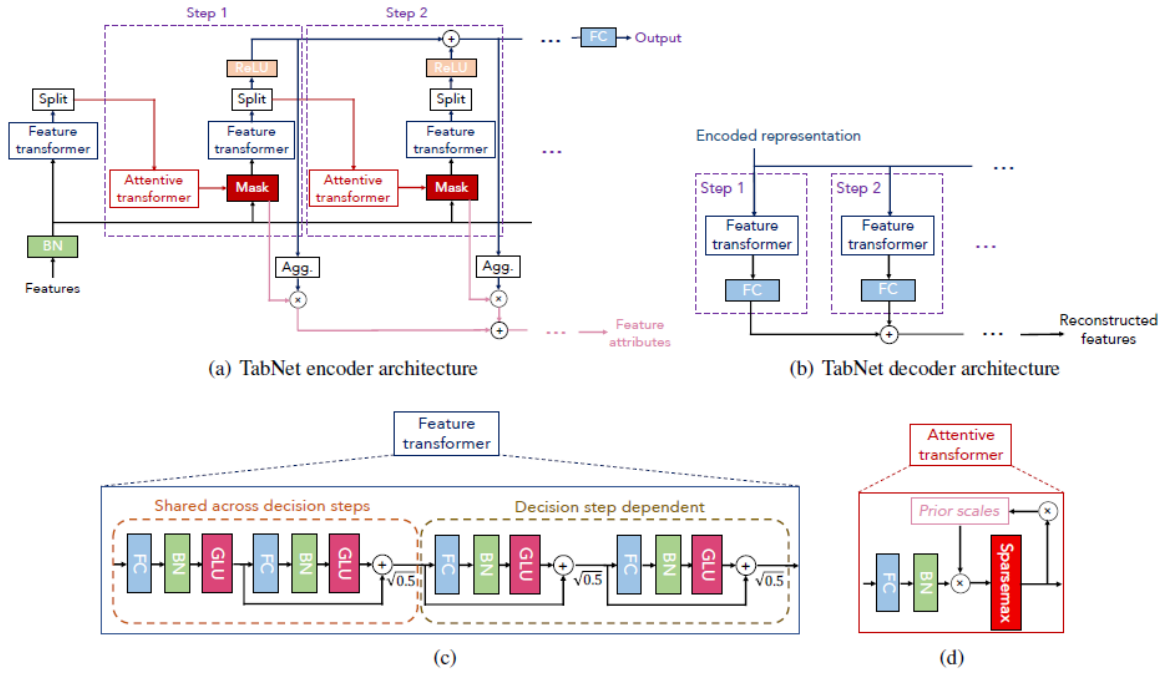 Step 1
Step 2
FC
Output
...
ReLU
ReLU
Split
Split
Split
Feature
transformer
Feature
transformer
Feature
transformer
...
Attentive
transformer
Mask
Attentive
transformer
Mask
BN
Features
Agg.
Agg.
×
×
+
+
...
Feature
attributes
(a) TabNet encoder architecture
Encoded representation
...
Step 1
Step 2
Feature
transformer
Feature
transformer
...
FC
FC
+
...
Reconstructed
features
(b) TabNet decoder architecture
Feature
transformer
Shared across decision steps
Decision step dependent
FC
BN
GLU
FC
BN
GLU
+
√0.5
FC
BN
GLU
+
√0.5
FC
BN
GLU
+
√0.5
(c)
Attentive
transformer
Prior scales
×
FC
BN
×
Sparsemax
(d)